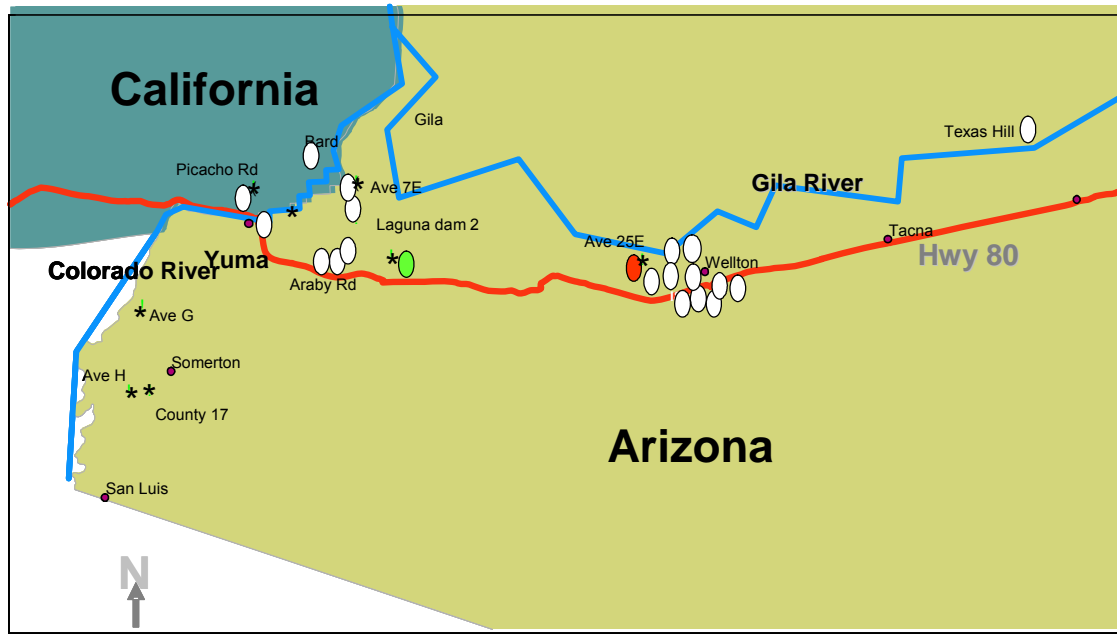 California
Gila
Texas Hill
Bard
Picacho Rd
Ave 7E
Gila River
Laguna dam 2
Tacna
Ave 25E
Hwy 80
Yuma
Wellton
Colorado River
Araby Rd
Ave G
Somerton
Ave H
County 17
Arizona
San Luis
N